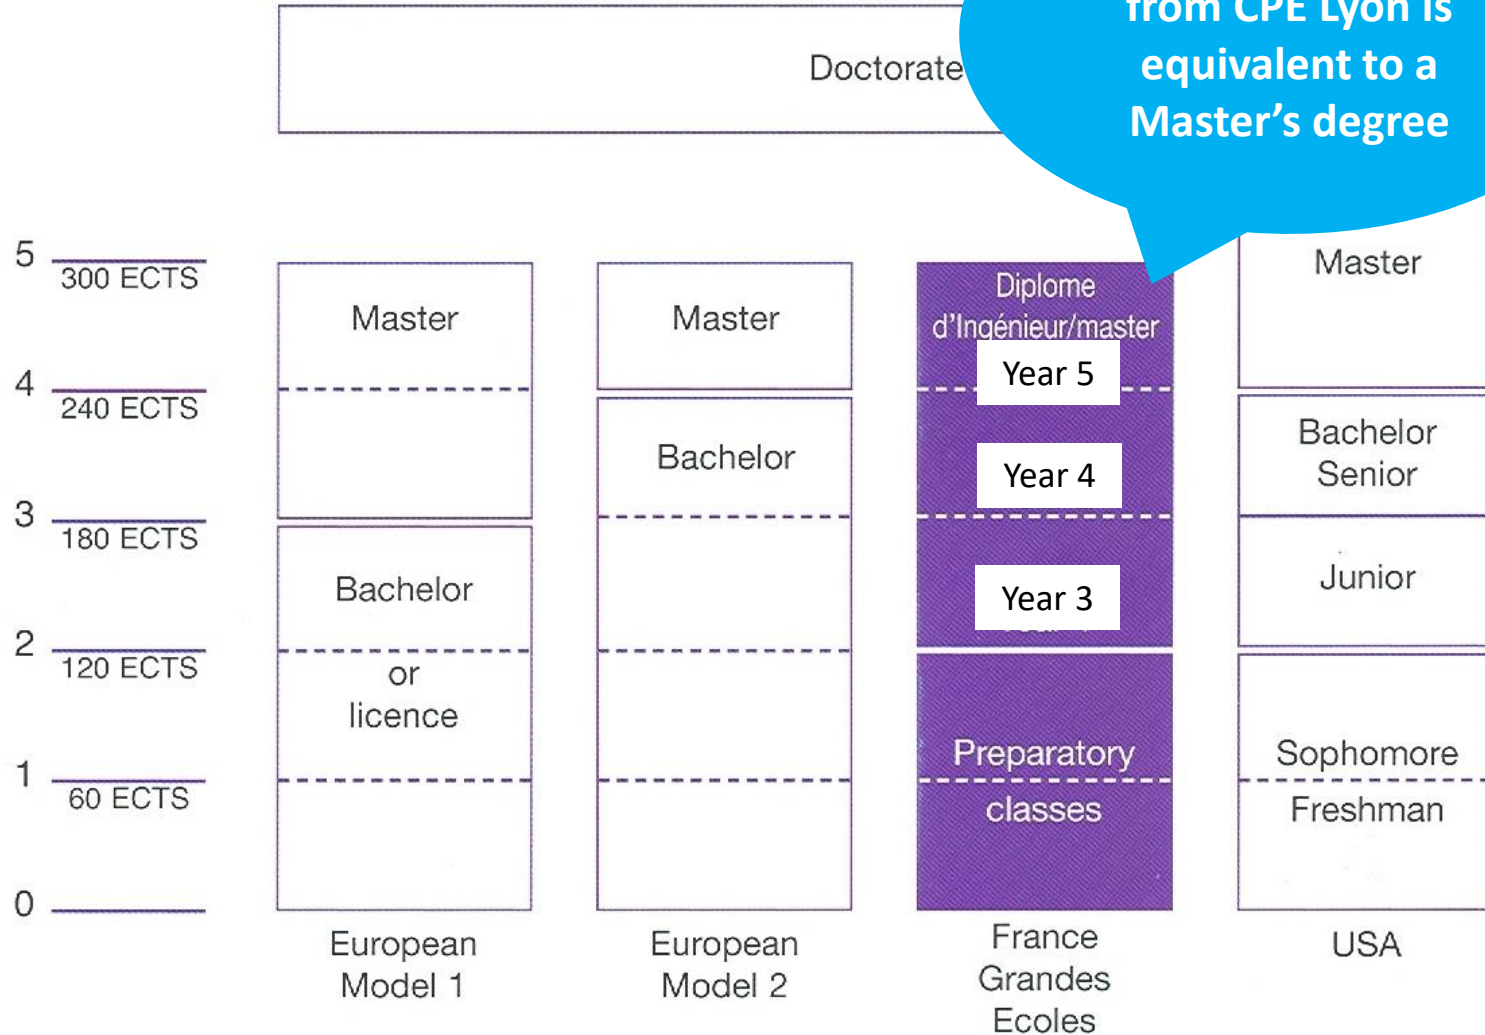 from CPE Lyon is
equivalent to a
Master's degree
Doctorate
5
300 ECTS
4
240 ECTS
3
180 ECTS
2
120 ECTS
1
60 ECTS
0
Master
Bachelor
or
licence
European
Model 1
Master
Bachelor
European
Model 2
Diplome
d'Ingénieur/master
Year 5
Year 4
Year 3
Preparatory
classes
France
Grandes
Ecoles
Master
Bachelor
Senior
Junior
Sophomore
Freshman
USA